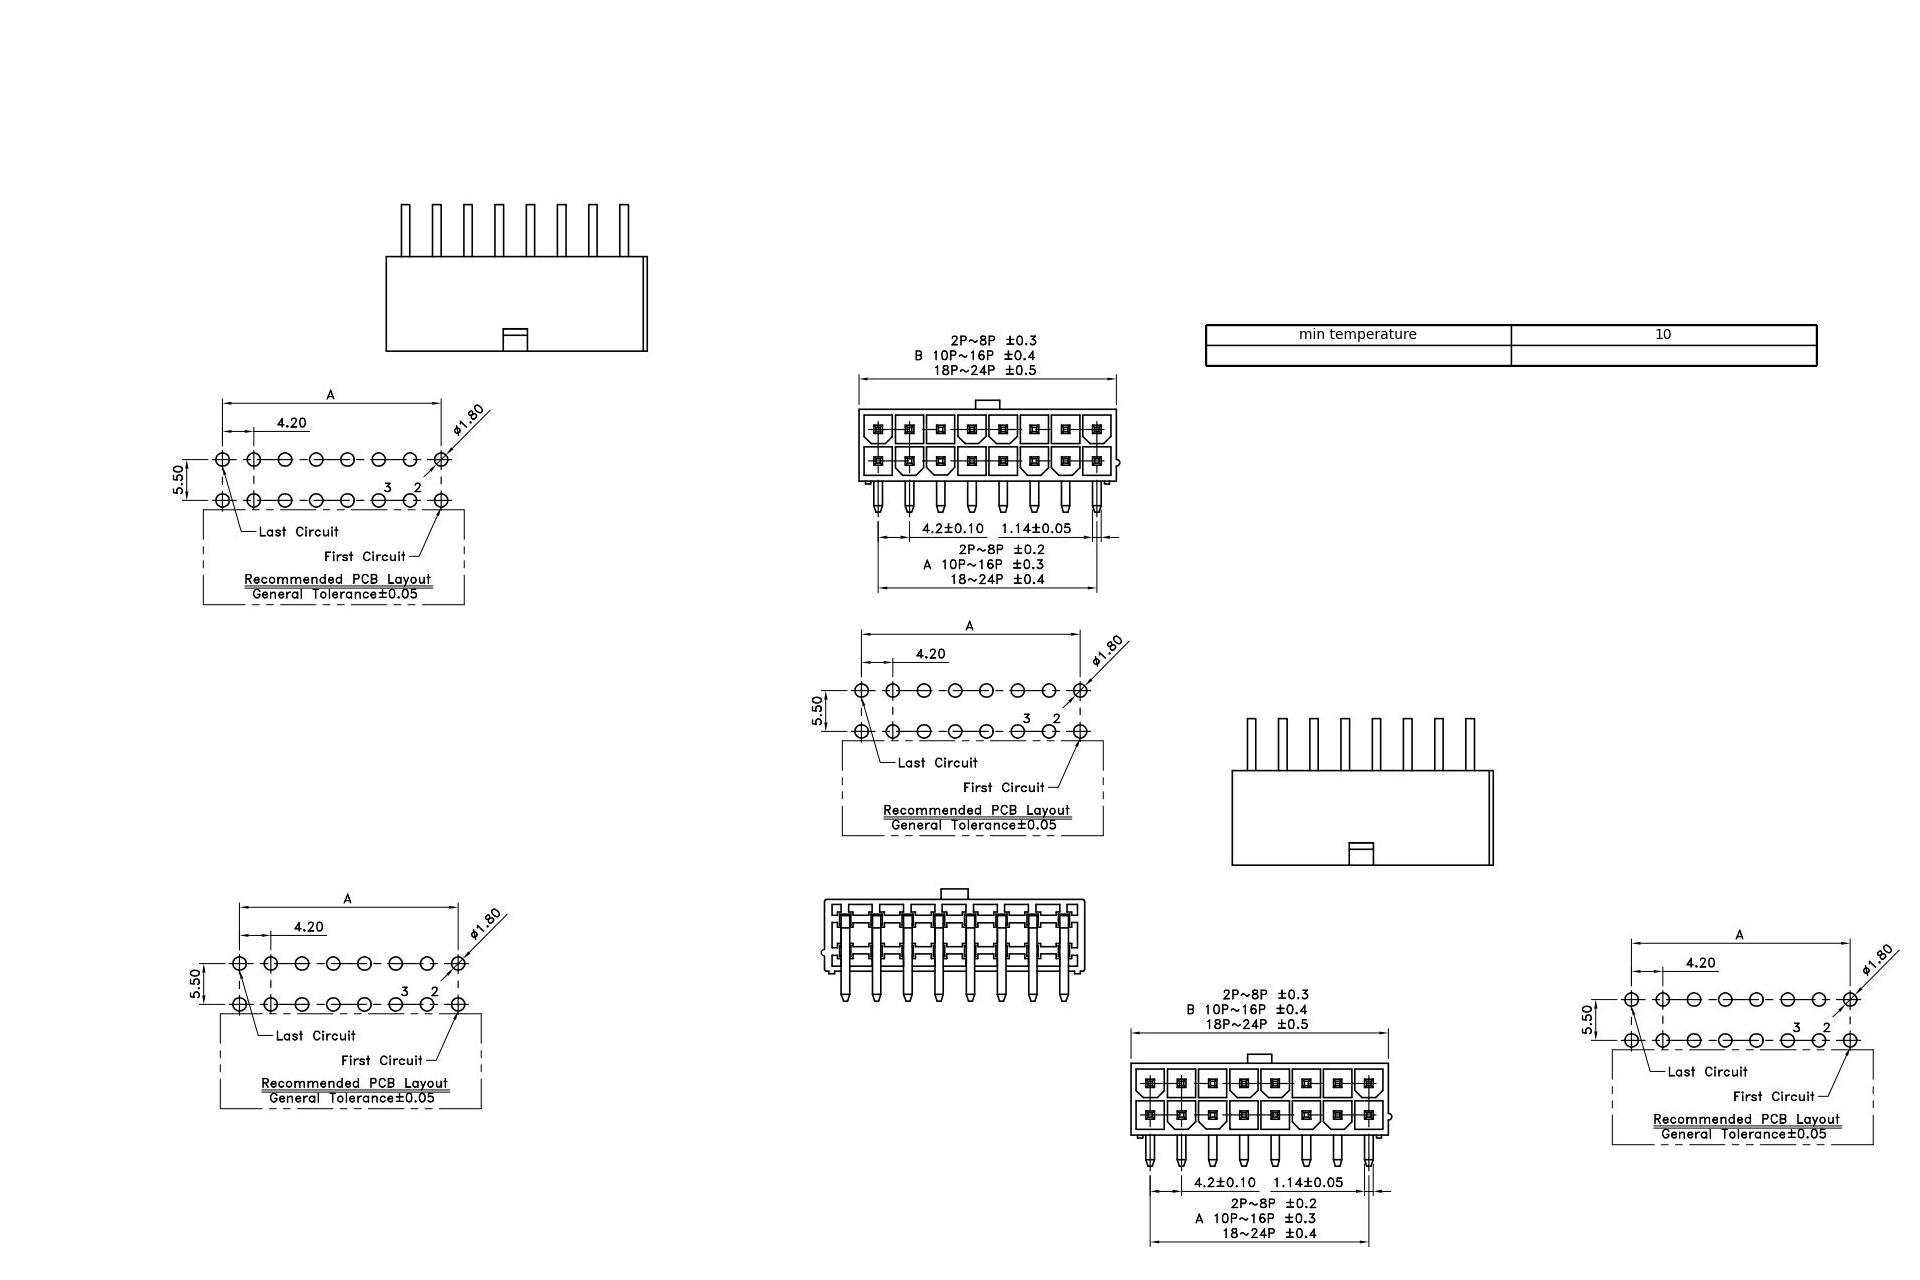 2P~8P ±0.3
B 10P~16P ±0.4
18P~24P ±0.5
min temperature 10
A
4.20
ø1.80
5.50
3 2
Last Circuit
First Circuit
Recommended PCB Layout
General Tolerance±0.05
4.2±0.10 1.14±0.05
2P~8P ±0.2
A 10P~16P ±0.3
18~24P ±0.4
A
4.20
ø1.80
5.50
3 2
Last Circuit
First Circuit
Recommended PCB Layout
General Tolerance±0.05
A
4.20
ø1.80
5.50
3 2
Last Circuit
First Circuit
Recommended PCB Layout
General Tolerance±0.05
2P~8P ±0.3
B 10P~16P ±0.4
18P~24P ±0.5
4.2±0.10 1.14±0.05
2P~8P ±0.2
A 10P~16P ±0.3
18~24P ±0.4
A
4.20
ø1.80
5.50
3 2
Last Circuit
First Circuit
Recommended PCB Layout
General Tolerance±0.05